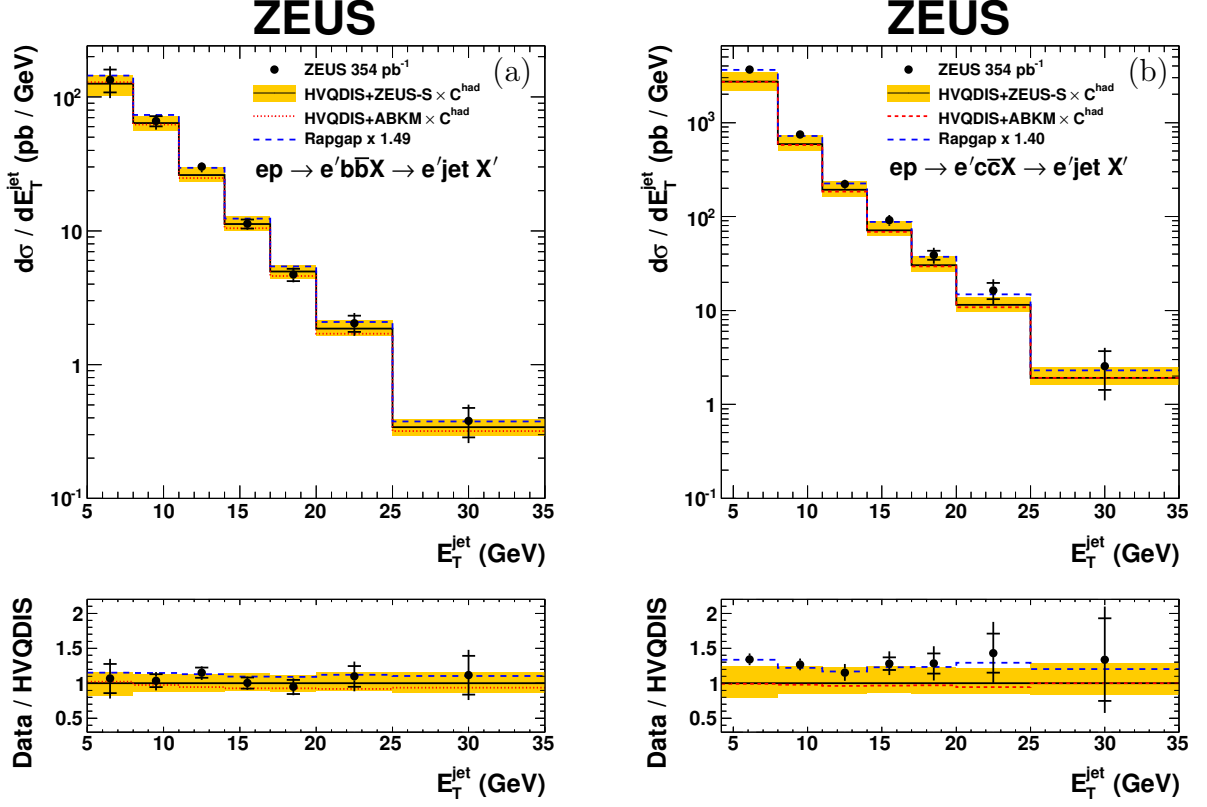 ZEUS
(a)
ZEUS 354 pb⁻¹
HVQDIS+ZEUS-S × C^had
HVQDIS+ABKM × C^had
Rapgap x 1.49
ep → e′bb̅X → e′jet X′
dσ / dE_T^jet (pb / GeV)
10²
10
1
10⁻¹
5 10 15 20 25 30 35
E_T^jet (GeV)
Data / HVQDIS
2
1.5
1
0.5
5 10 15 20 25 30 35
E_T^jet (GeV)
ZEUS
(b)
ZEUS 354 pb⁻¹
HVQDIS+ZEUS-S × C^had
HVQDIS+ABKM × C^had
Rapgap x 1.40
ep → e′cc̅X → e′jet X′
dσ / dE_T^jet (pb / GeV)
10³
10²
10
1
10⁻¹
5 10 15 20 25 30 35
E_T^jet (GeV)
Data / HVQDIS
2
1.5
1
0.5
5 10 15 20 25 30 35
E_T^jet (GeV)